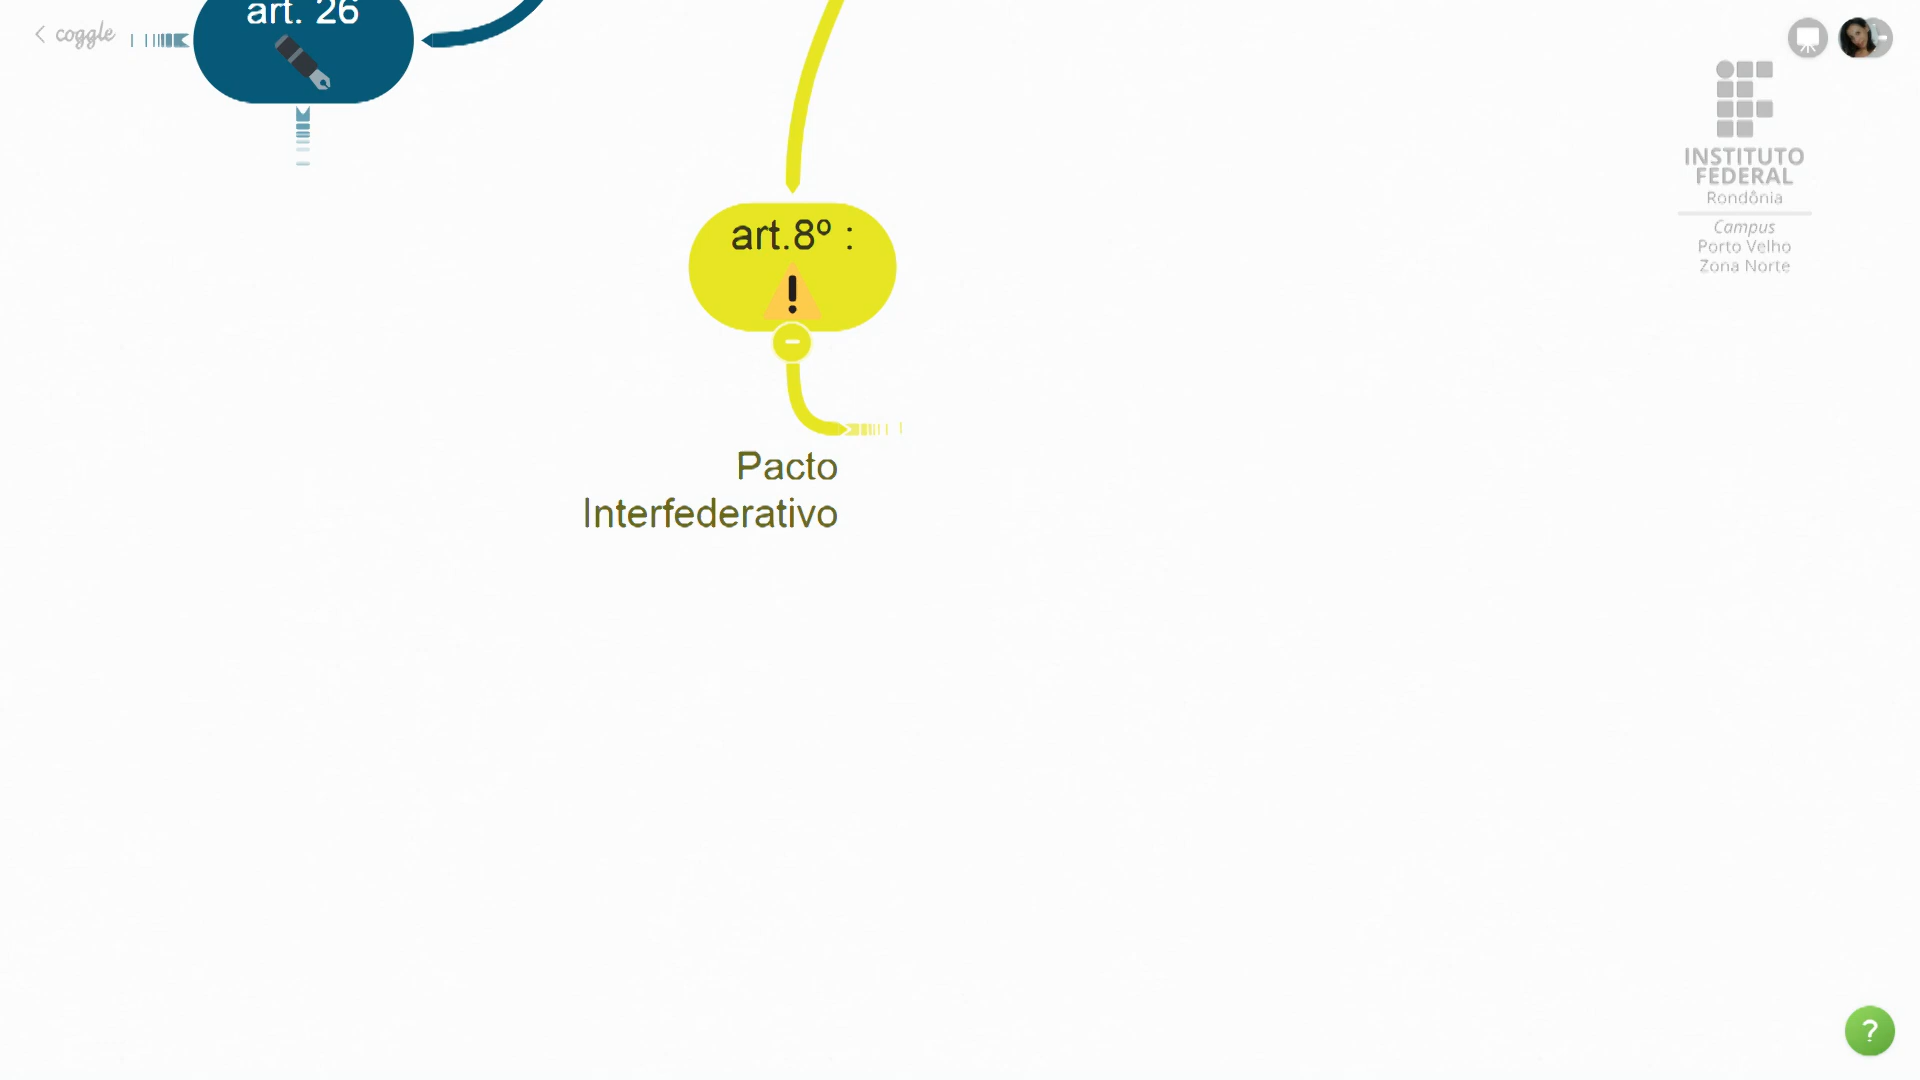 art. 26
coggle
INSTITUTO
FEDERAL
Rondônia
Campus
Porto Velho
Zona Norte
art.8º :
Pacto
Interfederativo
?